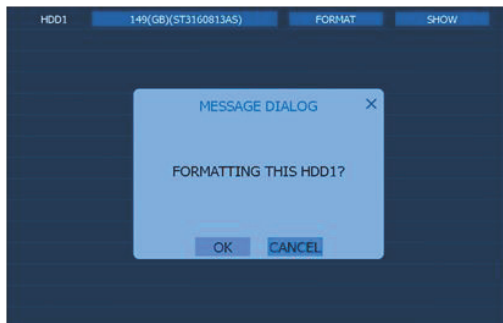 HDD1 149(GB)(ST3160813AS) FORMAT SHOW
MESSAGE DIALOG ×
FORMATTING THIS HDD1?
OK CANCEL